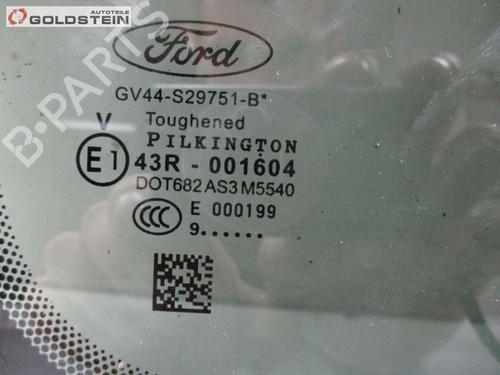 AUTOTEILE
GOLDSTEIN
Ford
GV44-S29751-B*
V Toughened
PILKINGTON
E1 43R - 001604
DOT682 AS3 M5540
CCC E 000199
9......
B-PARTS